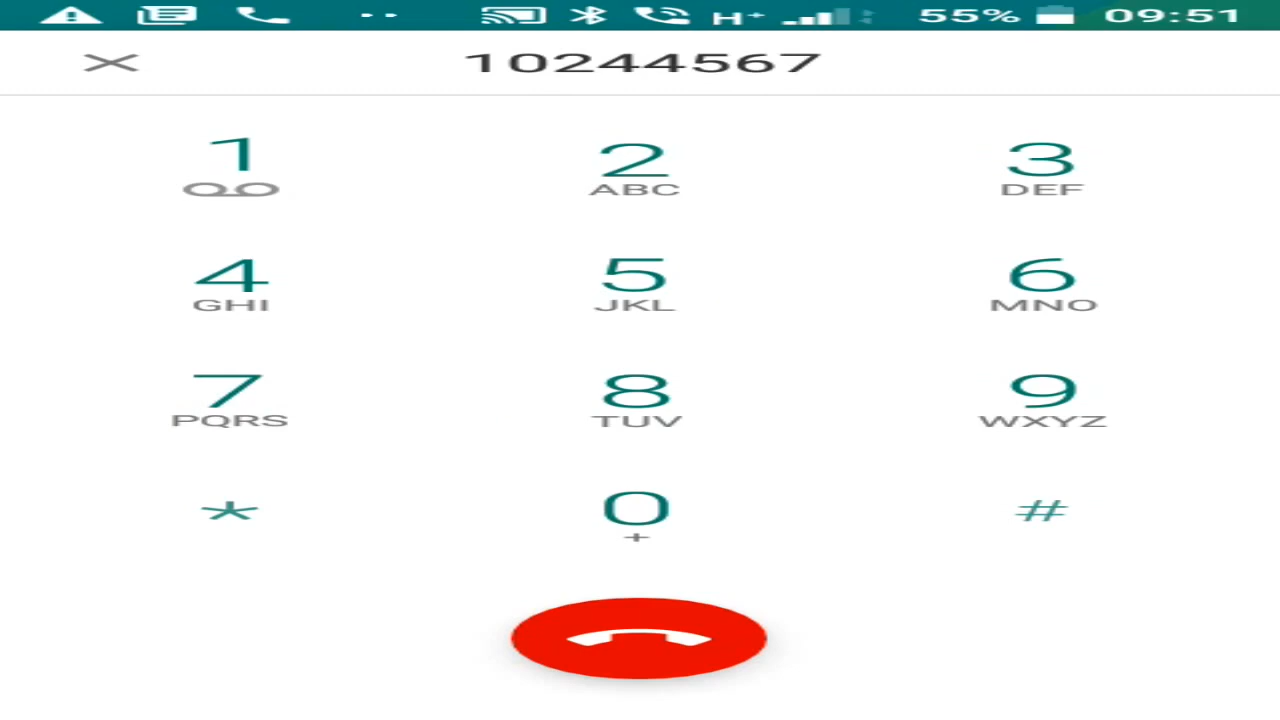 H+ 55% 09:51
10244567
1 2 3
ABC DEF
4 5 6
GHI JKL MNO
7 8 9
PQRS TUV WXYZ
* 0 #
+